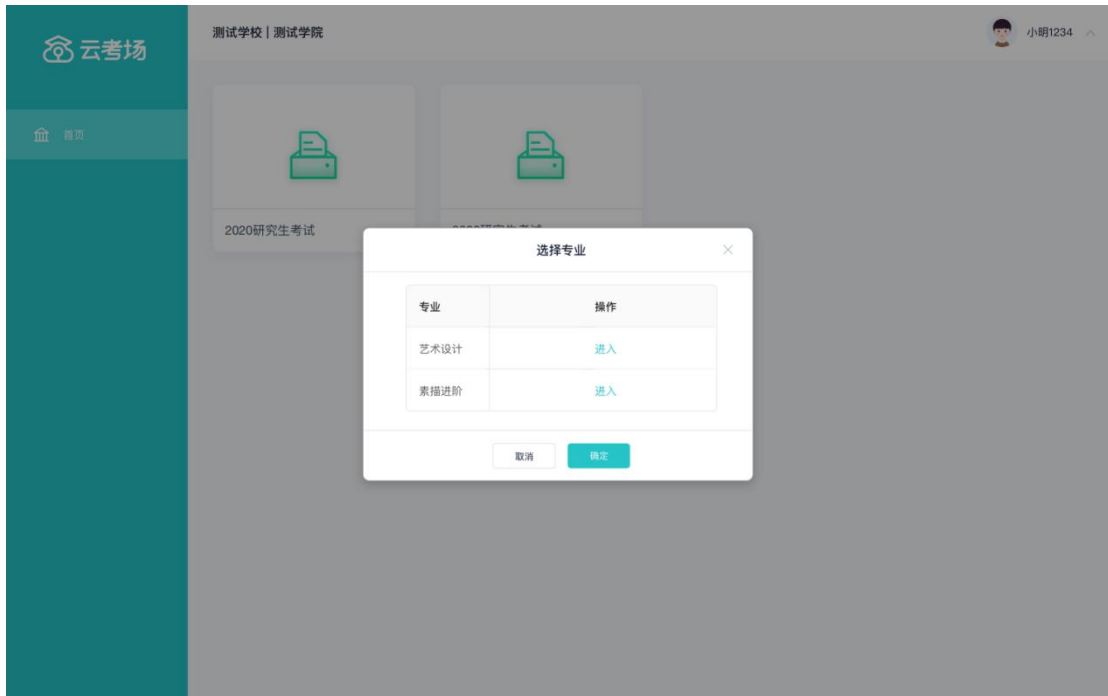 云考场
测试学校 | 测试学院
小明1234
首页
2020研究生考试
选择专业
专业 操作
艺术设计 进入
素描进阶 进入
取消 确定